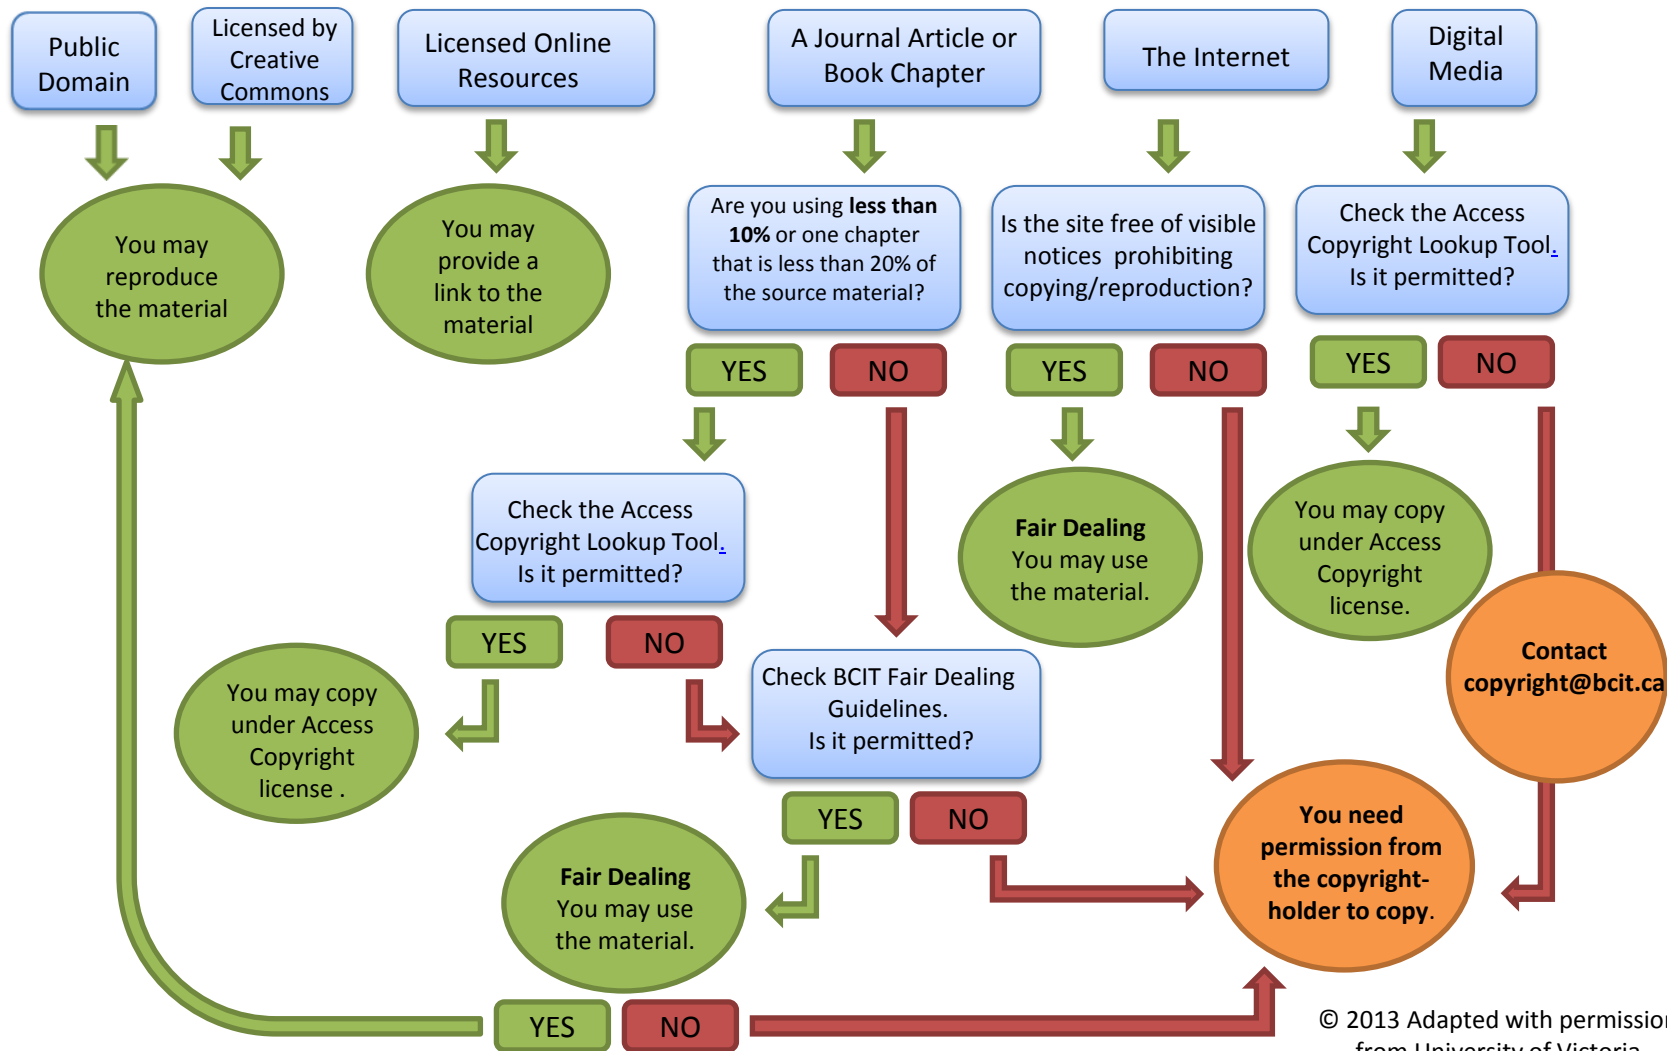 Public
Domain
Licensed by
Creative
Commons
Licensed Online
Resources
A Journal Article or
Book Chapter
The Internet
Digital
Media
You may
reproduce
the material
You may
provide a
link to the
material
Are you using less than
10% or one chapter
that is less than 20% of
the source material?
Is the site free of visible
notices prohibiting
copying/reproduction?
Check the Access
Copyright Lookup Tool.
Is it permitted?
YES
NO
YES
NO
YES
NO
Check the Access
Copyright Lookup Tool.
Is it permitted?
Fair Dealing
You may use
the material.
You may copy
under Access
Copyright
license.
YES
NO
Contact
copyright@bcit.ca
You may copy
under Access
Copyright
license .
Check BCIT Fair Dealing
Guidelines.
Is it permitted?
YES
NO
You need
permission from
the copyright-
holder to copy.
Fair Dealing
You may use
the material.
YES
NO
© 2013 Adapted with permission
from University of Victoria